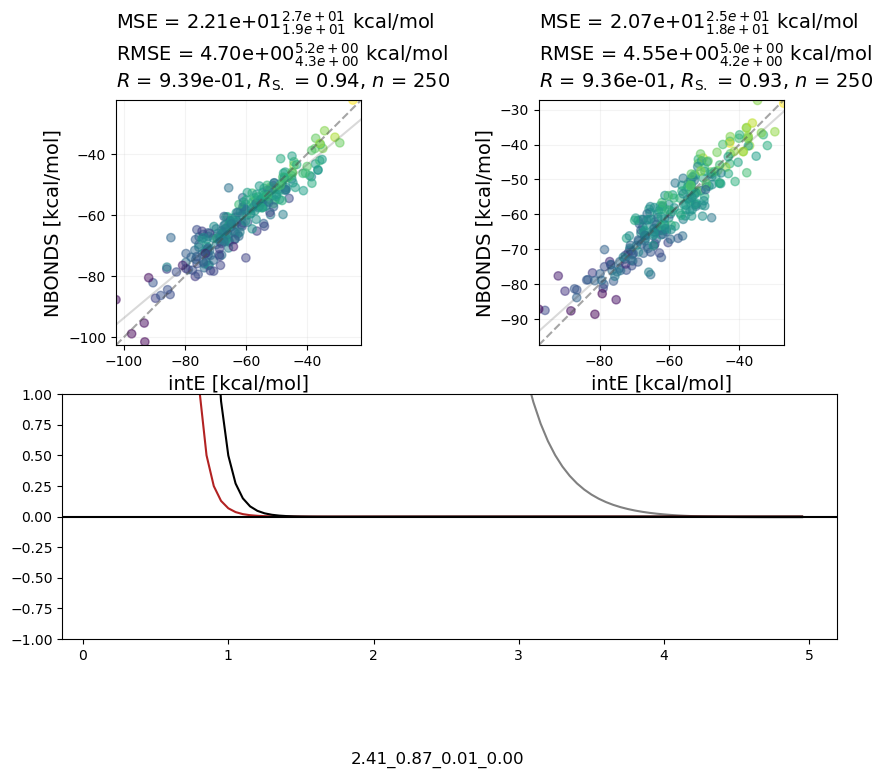 MSE = 2.21e+01 2.7e+01 1.9e+01 kcal/mol
RMSE = 4.70e+00 5.2e+00 4.3e+00 kcal/mol
R = 9.39e-01, R S. = 0.94, n = 250
NBONDS [kcal/mol]
−40
−60
−80
−100
−100 −80 −60 −40
intE [kcal/mol]
MSE = 2.07e+01 2.5e+01 1.8e+01 kcal/mol
RMSE = 4.55e+00 5.0e+00 4.2e+00 kcal/mol
R = 9.36e-01, R S. = 0.93, n = 250
NBONDS [kcal/mol]
−30
−40
−50
−60
−70
−80
−90
−80 −60 −40
intE [kcal/mol]
1.00
0.75
0.50
0.25
0.00
−0.25
−0.50
−0.75
−1.00
0 1 2 3 4 5
2.41_0.87_0.01_0.00